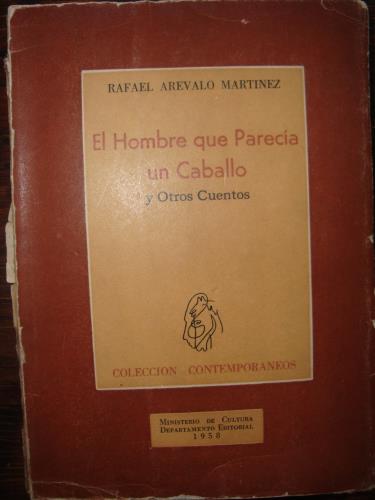 RAFAEL AREVALO MARTINEZ
El Hombre que Parecía
un Caballo
y Otros Cuentos
COLECCION CONTEMPORANEOS
MINISTERIO DE CULTURA
DEPARTAMENTO EDITORIAL
1958